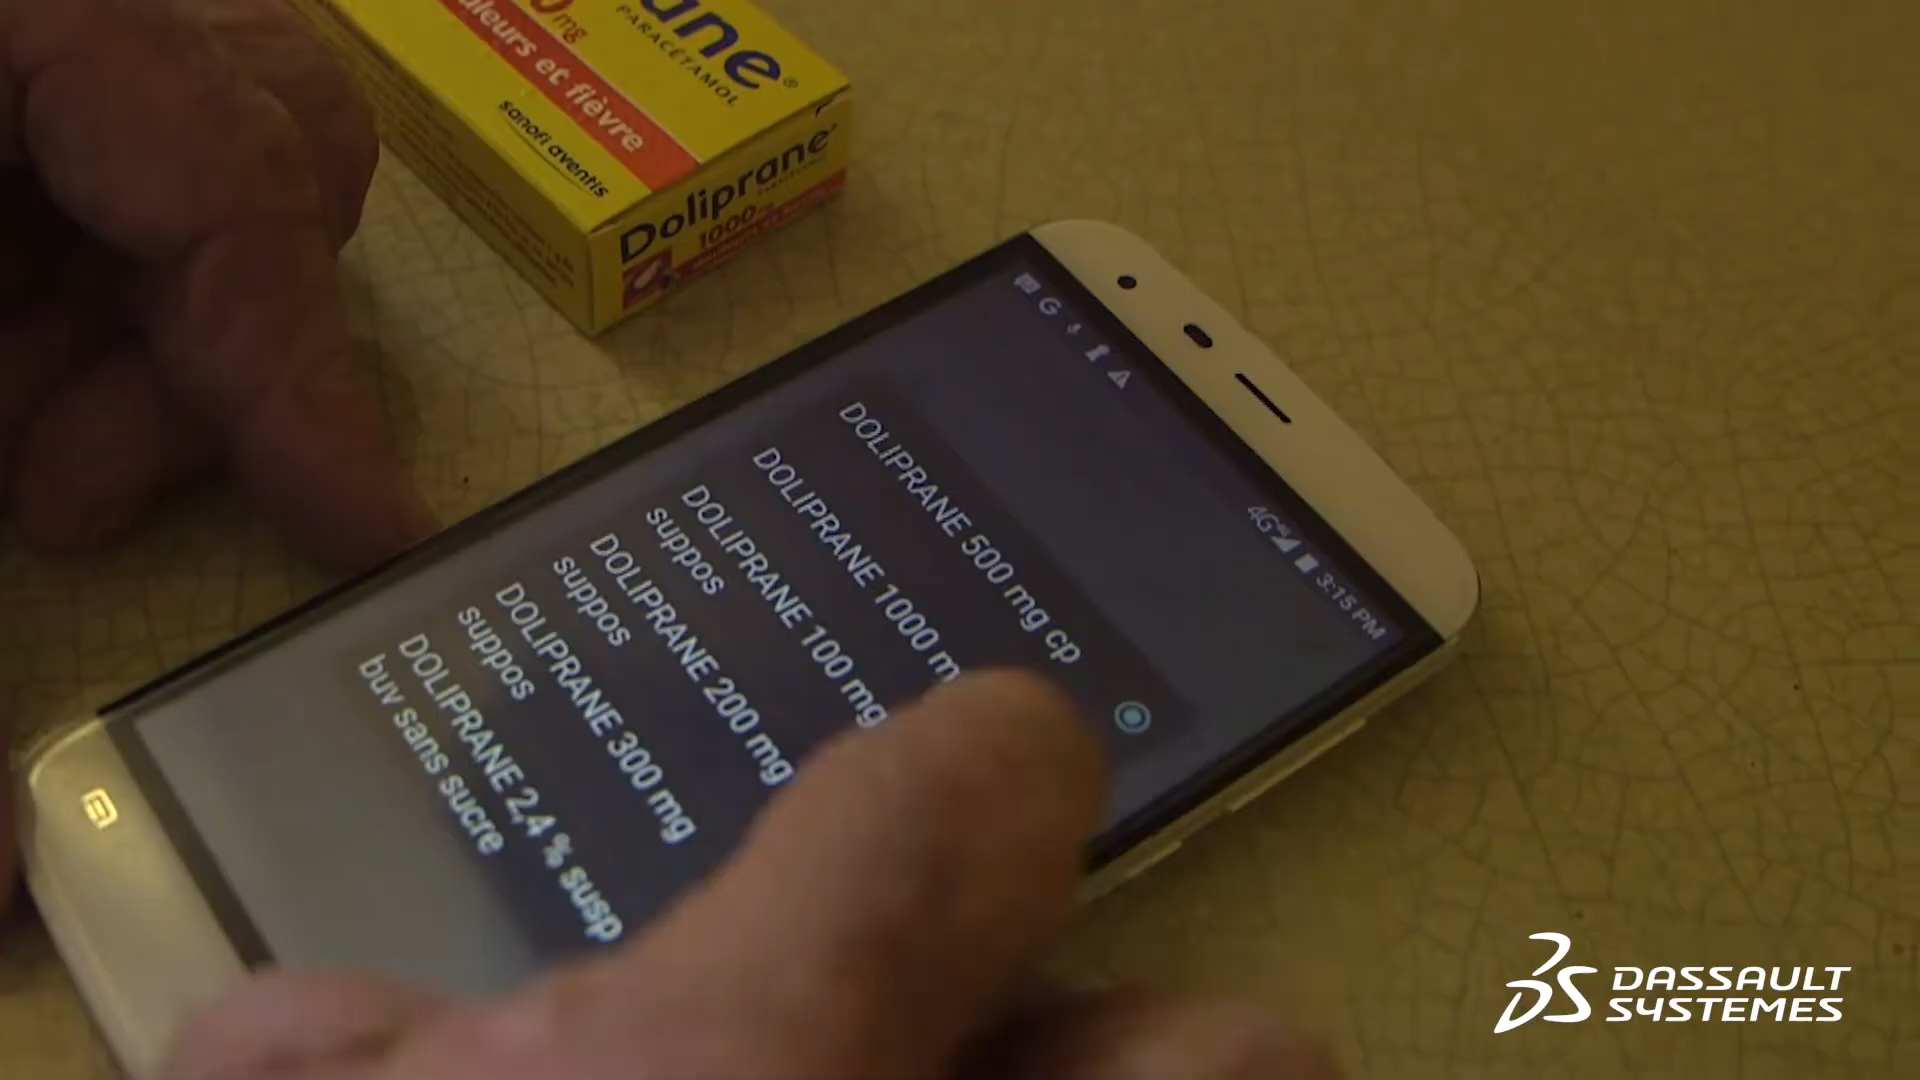 ane®
PARACÉTAMOL
mg
uleurs et fièvre
sanofi aventis
Doliprane
1000
G
4G
3:15 PM
DOLIPRANE 500 mg cp
DOLIPRANE 1000 m
DOLIPRANE 100 mg
suppos
DOLIPRANE 200 mg
suppos
DOLIPRANE 300 mg
suppos
DOLIPRANE 2,4 % susp
buv sans sucre
DASSAULT
SYSTEMES